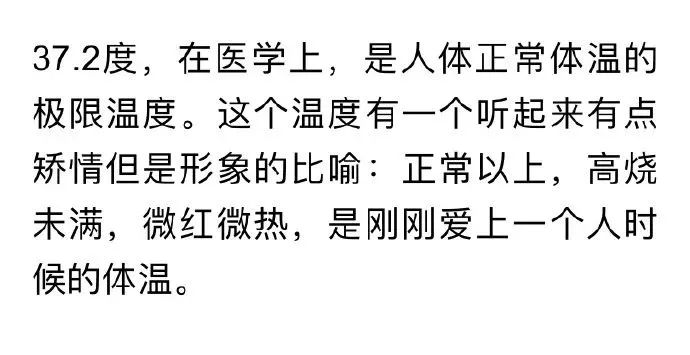 37.2度，在医学上，是人体正常体温的
极限温度。这个温度有一个听起来有点
矫情但是形象的比喻：正常以上，高烧
未满，微红微热，是刚刚爱上一个人时
候的体温。